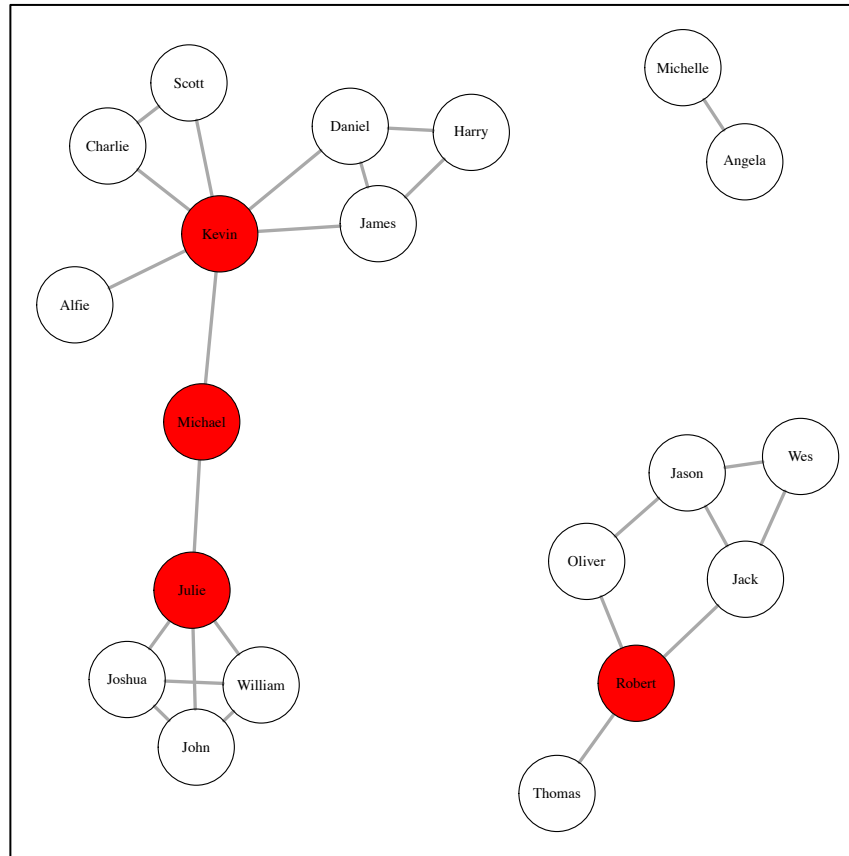 Scott
Michelle
Daniel
Harry
Charlie
Angela
James
Kevin
Alfie
Michael
Wes
Jason
Oliver
Jack
Julie
Joshua
William
Robert
John
Thomas